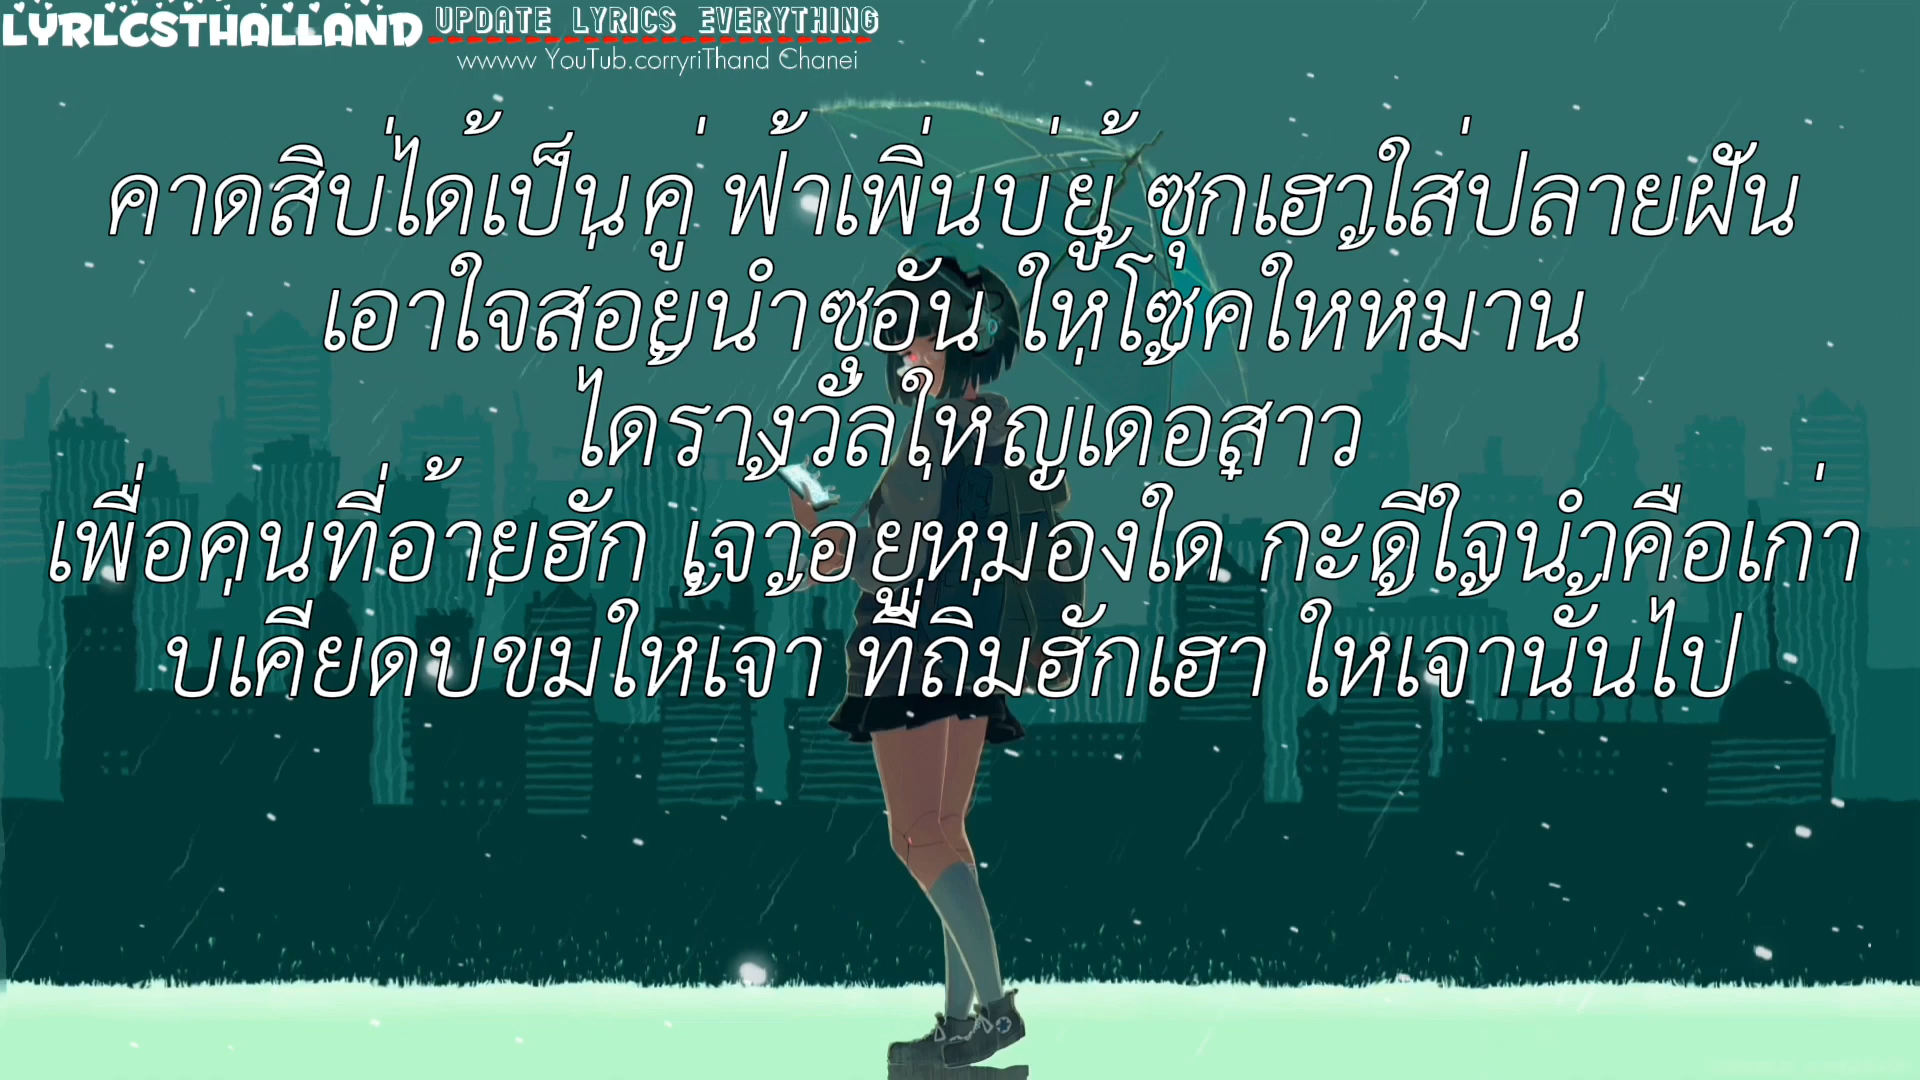 LYRLCSTHALLAND
UPDATE LYRICS EVERYTHING
wwww YouTub.corryriThand Chanei
คาดสิบ่ได้เป็นคู่ ฟ้าเพิ่นบ่ยู้ ซุกเฮาใส่ปลายฝัน
เอาใจส่อยู้นำซุอัน ให้โชคให้หมาน
ได้รางวัลใหญ่เด้อสาว
เพื่อคนที่อ้ายฮัก เจ้าอยู่หม่องใด กะดีใจนำคือเก่า
บ่เคียดบ่ขมให้เจ้า ที่ถิ่มฮักเฮา ให้เจ้านั้นไป